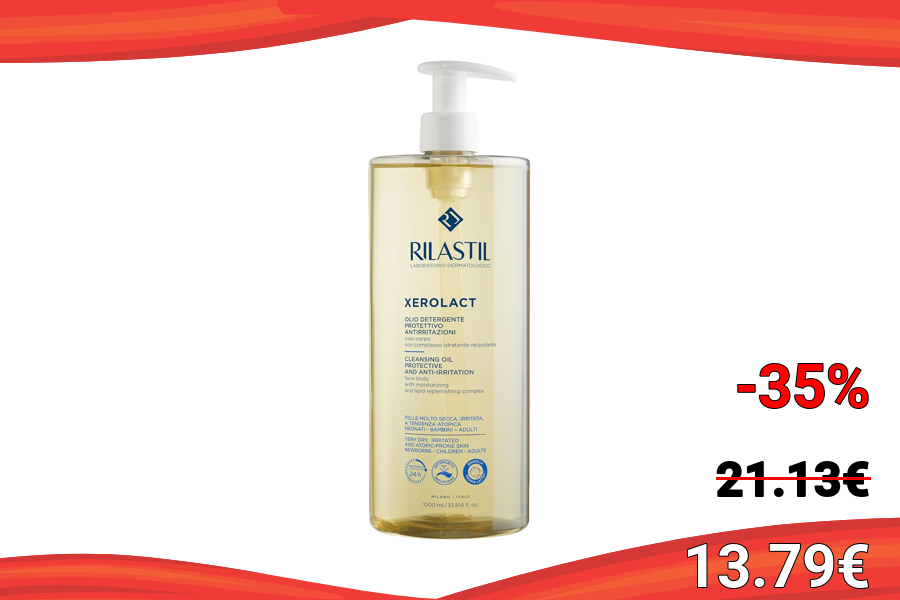 RILASTIL
LABORATORIO DERMATOLOGICO
XEROLACT
OLIO DETERGENTE
PROTETTIVO
ANTIRRITAZIONI
viso-corpo
con complesso idratante-relipidante
CLEANSING OIL
PROTECTIVE
AND ANTI-IRRITATION
face-body
with moisturizing
and lipid replenishing complex
PELLE MOLTO SECCA, IRRITATA,
A TENDENZA ATOPICA
NEONATI - BAMBINI - ADULTI
VERY DRY, IRRITATED
AND ATOPIC-PRONE SKIN
NEWBORNS - CHILDREN - ADULTS
24h
MILANO | ITALY
1000 ml / 33.814 fl. oz.
-35%
21.13€
13.79€